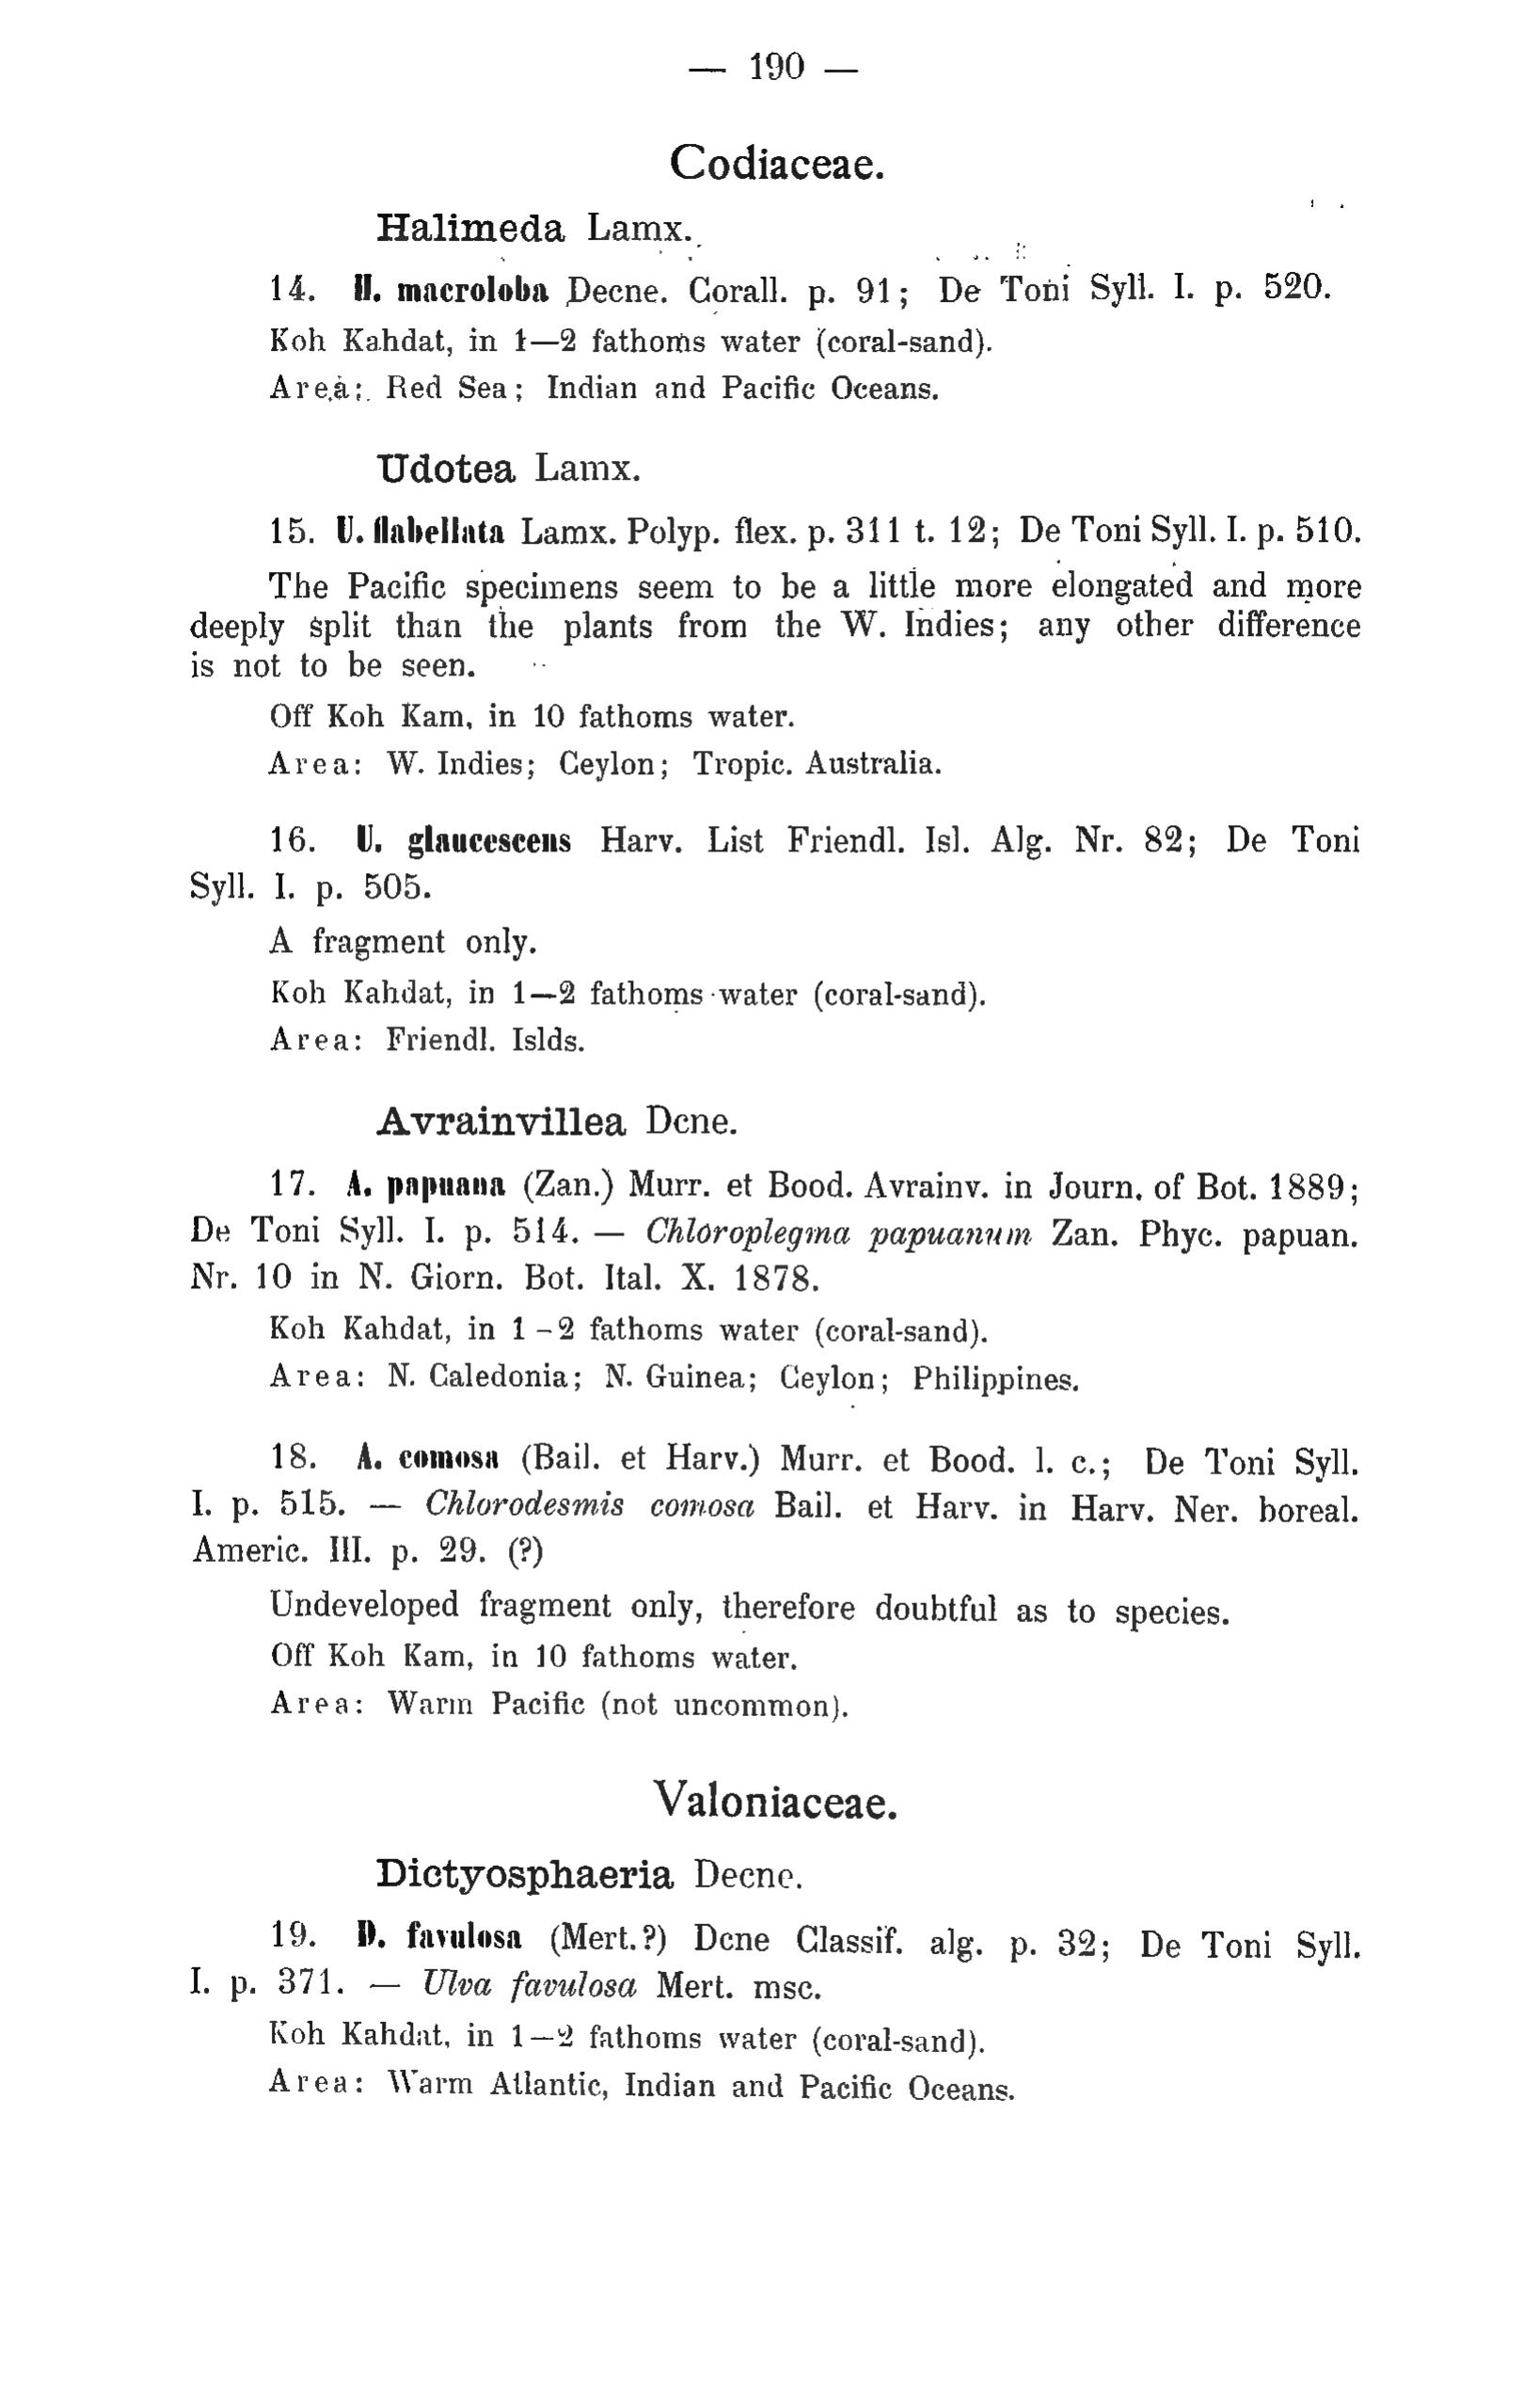 — 190 —
Codiaceae.
Halimeda Lamx.
14. H. macroloba Decne. Corall. p. 91; De Toni Syll. I. p. 520.
Koh Kahdat, in 1—2 fathoms water (coral-sand).
Area: Red Sea; Indian and Pacific Oceans.
Udotea Lamx.
15. U. flabellata Lamx. Polyp. flex. p. 311 t. 12; De Toni Syll. I. p. 510.
The Pacific specimens seem to be a little more elongated and more
deeply split than the plants from the W. Indies; any other difference
is not to be seen.
Off Koh Kam, in 10 fathoms water.
Area: W. Indies; Ceylon; Tropic. Australia.
16. U. glaucescens Harv. List Friendl. Isl. Alg. Nr. 82; De Toni
Syll. I. p. 505.
A fragment only.
Koh Kahdat, in 1—2 fathoms water (coral-sand).
Area: Friendl. Islds.
Avrainvillea Dcne.
17. A. papuana (Zan.) Murr. et Bood. Avrainv. in Journ. of Bot. 1889;
De Toni Syll. I. p. 514. — Chloroplegma papuanum Zan. Phyc. papuan.
Nr. 10 in N. Giorn. Bot. Ital. X. 1878.
Koh Kahdat, in 1–2 fathoms water (coral-sand).
Area: N. Caledonia; N. Guinea; Ceylon; Philippines.
18. A. comosa (Bail. et Harv.) Murr. et Bood. l. c.; De Toni Syll.
I. p. 515. — Chlorodesmis comosa Bail. et Harv. in Harv. Ner. boreal.
Americ. III. p. 29. (?)
Undeveloped fragment only, therefore doubtful as to species.
Off Koh Kam, in 10 fathoms water.
Area: Warm Pacific (not uncommon).
Valoniaceae.
Dictyosphaeria Decne.
19. D. favulosa (Mert.?) Dcne Classif. alg. p. 32; De Toni Syll.
I. p. 371. — Ulva favulosa Mert. msc.
Koh Kahdat, in 1—2 fathoms water (coral-sand).
Area: Warm Atlantic, Indian and Pacific Oceans.